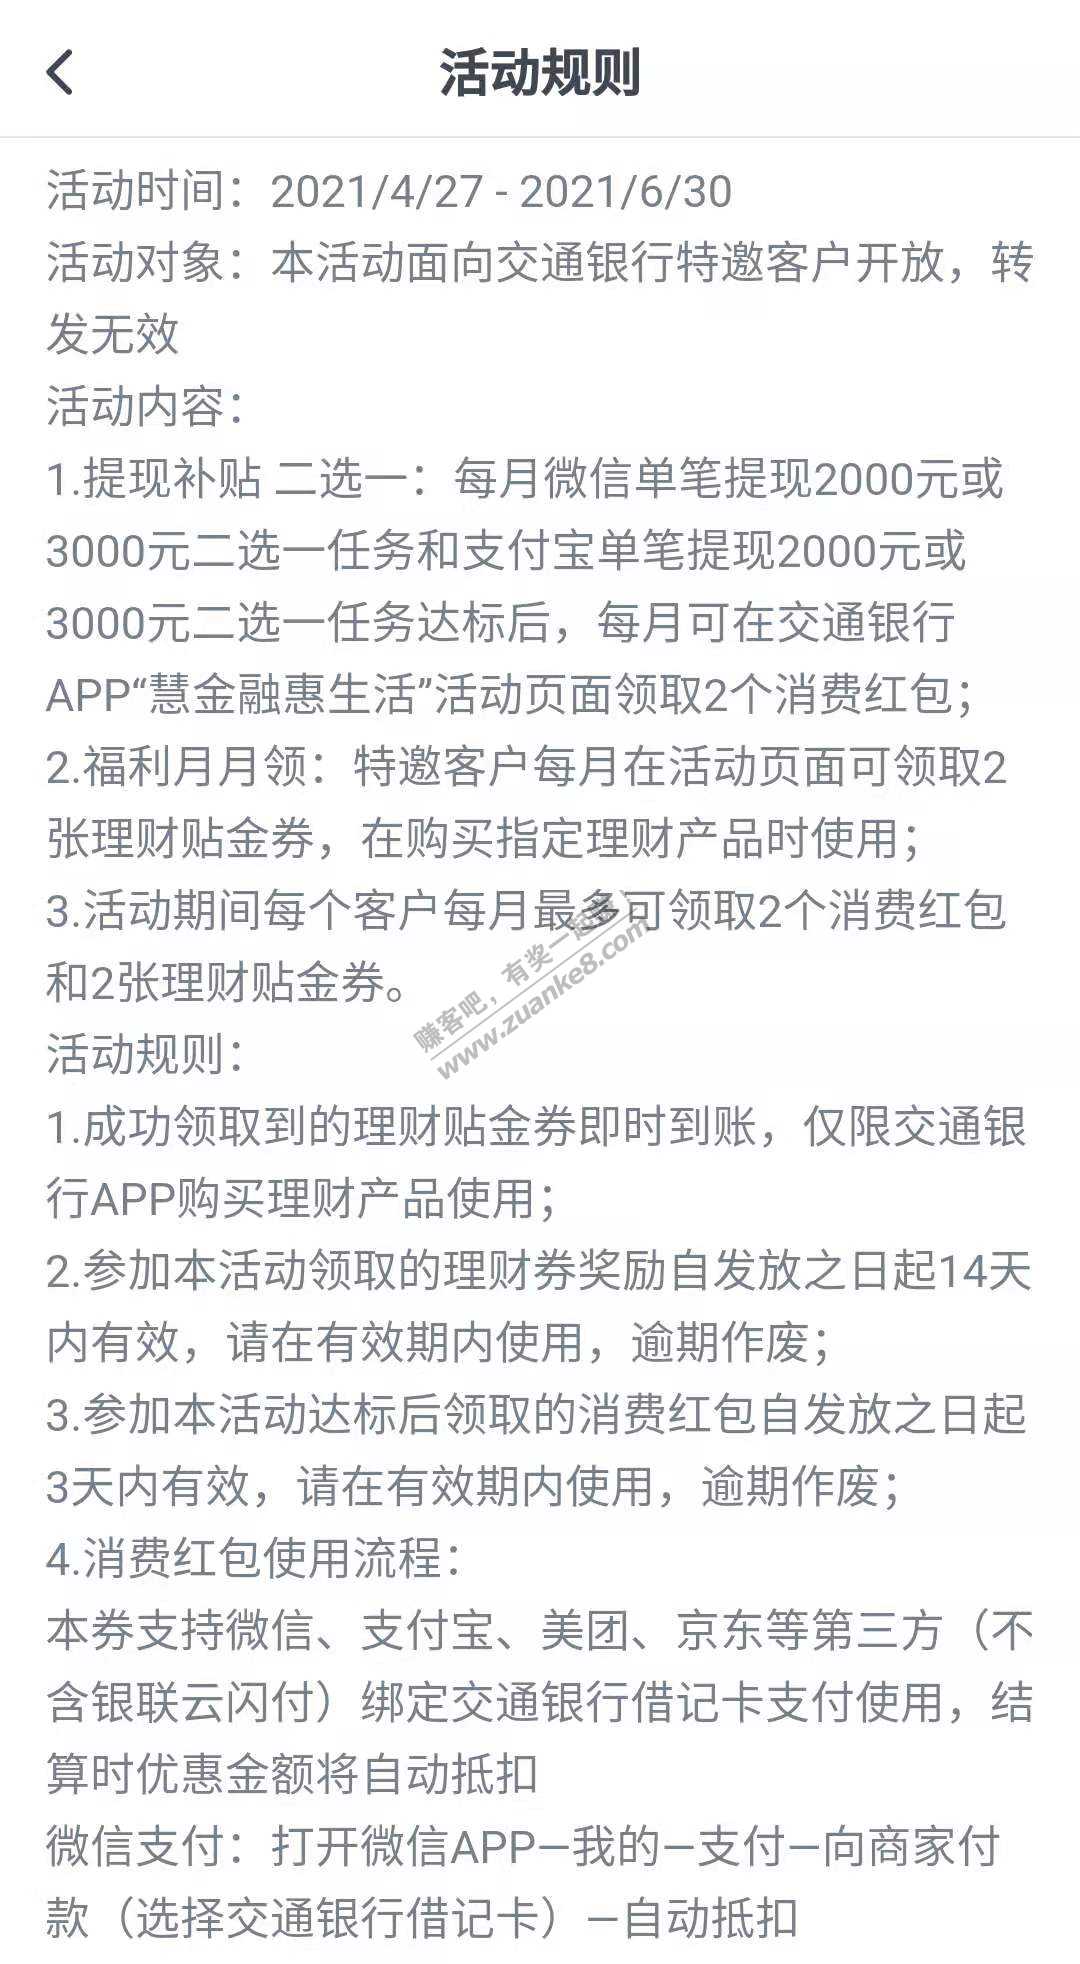 活动规则
活动时间：2021/4/27 - 2021/6/30
活动对象：本活动面向交通银行特邀客户开放，转
发无效
活动内容：
1.提现补贴 二选一：每月微信单笔提现2000元或
3000元二选一任务和支付宝单笔提现2000元或
3000元二选一任务达标后，每月可在交通银行
APP“慧金融惠生活”活动页面领取2个消费红包；
2.福利月月领：特邀客户每月在活动页面可领取2
张理财贴金券，在购买指定理财产品时使用；
3.活动期间每个客户每月最多可领取2个消费红包
和2张理财贴金券。
赚客吧，有奖一起赚！
www.zuanke8.com
活动规则：
1.成功领取到的理财贴金券即时到账，仅限交通银
行APP购买理财产品使用；
2.参加本活动领取的理财券奖励自发放之日起14天
内有效，请在有效期内使用，逾期作废；
3.参加本活动达标后领取的消费红包自发放之日起
3天内有效，请在有效期内使用，逾期作废；
4.消费红包使用流程：
本券支持微信、支付宝、美团、京东等第三方（不
含银联云闪付）绑定交通银行借记卡支付使用，结
算时优惠金额将自动抵扣
微信支付：打开微信APP—我的—支付—向商家付
款（选择交通银行借记卡）—自动抵扣